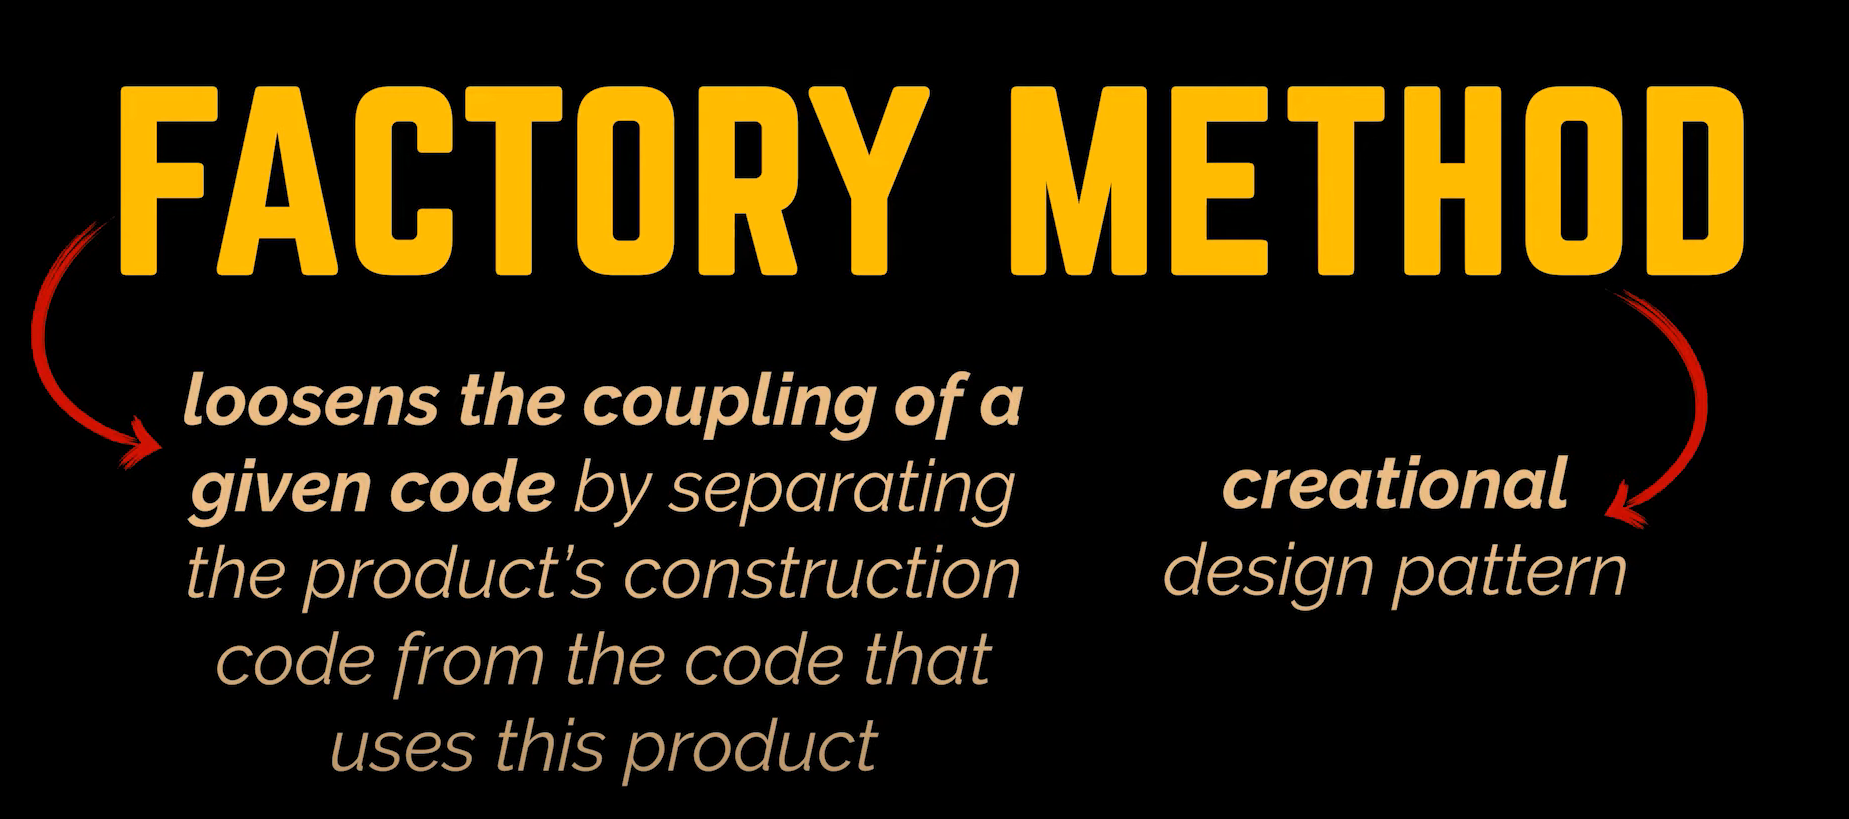 FACTORY METHOD
loosens the coupling of a
given code by separating
the product’s construction
code from the code that
uses this product
creational
design pattern